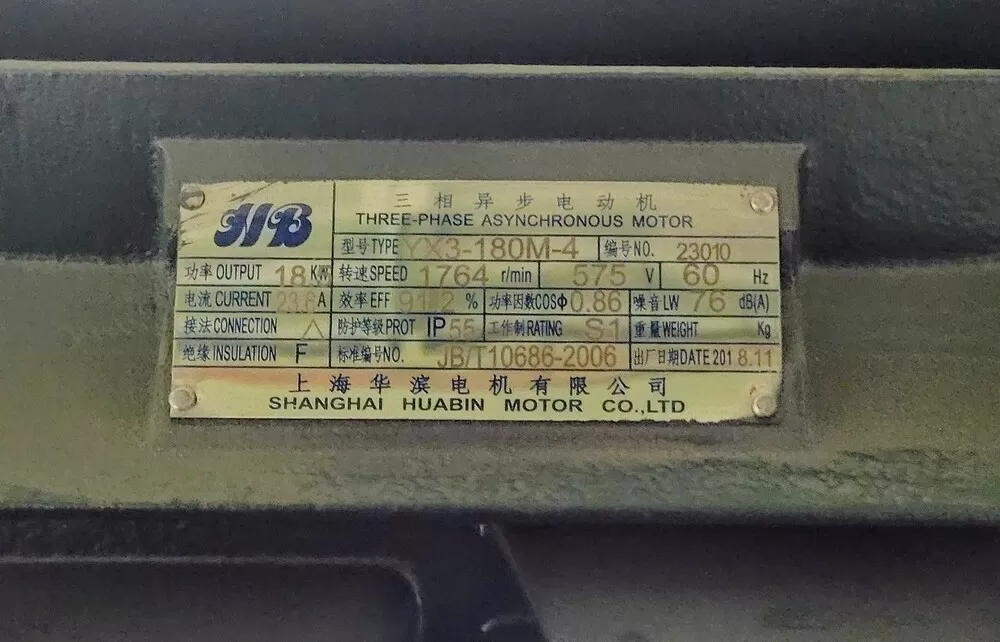 HB
三相异步电动机
THREE-PHASE ASYNCHRONOUS MOTOR
型号TYPE YX3-180M-4 编号NO. 23010
功率OUTPUT KW 转速SPEED 1764 r/min 575 V 60 Hz
电流CURRENT A 效率EFF 91.2 % 功率因数COSΦ 0.86 噪音LW 76 dB(A)
接法CONNECTION △ 防护等级PROT IP 55 工作制RATING S1 重量WEIGHT Kg
绝缘INSULATION F 标准编号NO. JB/T10686-2006 出厂日期DATE 2018.11
上海华滨电机有限公司
SHANGHAI HUABIN MOTOR CO.,LTD